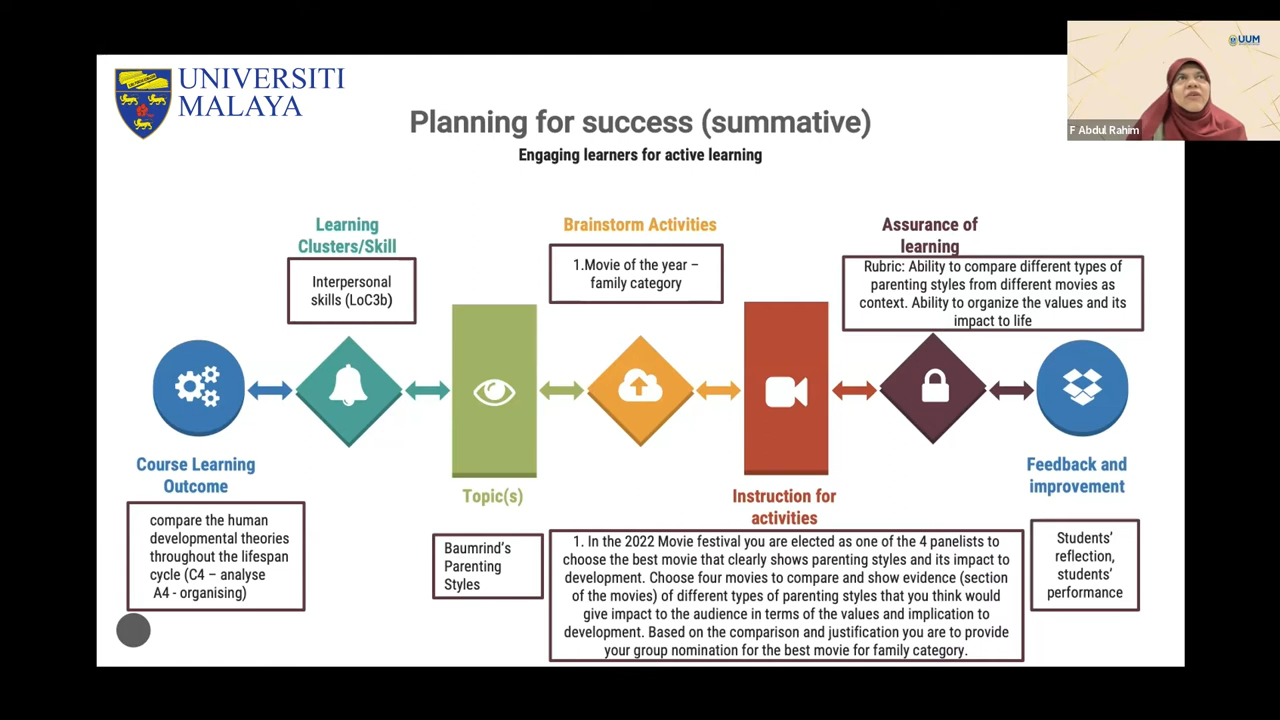 UNIVERSITI
MALAYA
UUM
F Abdul Rahim
Planning for success (summative)
Engaging learners for active learning
Learning
Clusters/Skill
Interpersonal
skills (LoC3b)
Brainstorm Activities
1.Movie of the year –
family category
Assurance of
learning
Rubric: Ability to compare different types of
parenting styles from different movies as
context. Ability to organize the values and its
impact to life
Course Learning
Outcome
compare the human
developmental theories
throughout the lifespan
cycle (C4 – analyse
A4 - organising)
Topic(s)
Baumrind's
Parenting
Styles
Instruction for
activities
1. In the 2022 Movie festival you are elected as one of the 4 panelists to
choose the best movie that clearly shows parenting styles and its impact to
development. Choose four movies to compare and show evidence (section
of the movies) of different types of parenting styles that you think would
give impact to the audience in terms of the values and implication to
development. Based on the comparison and justification you are to provide
your group nomination for the best movie for family category.
Feedback and
improvement
Students'
reflection,
students'
performance